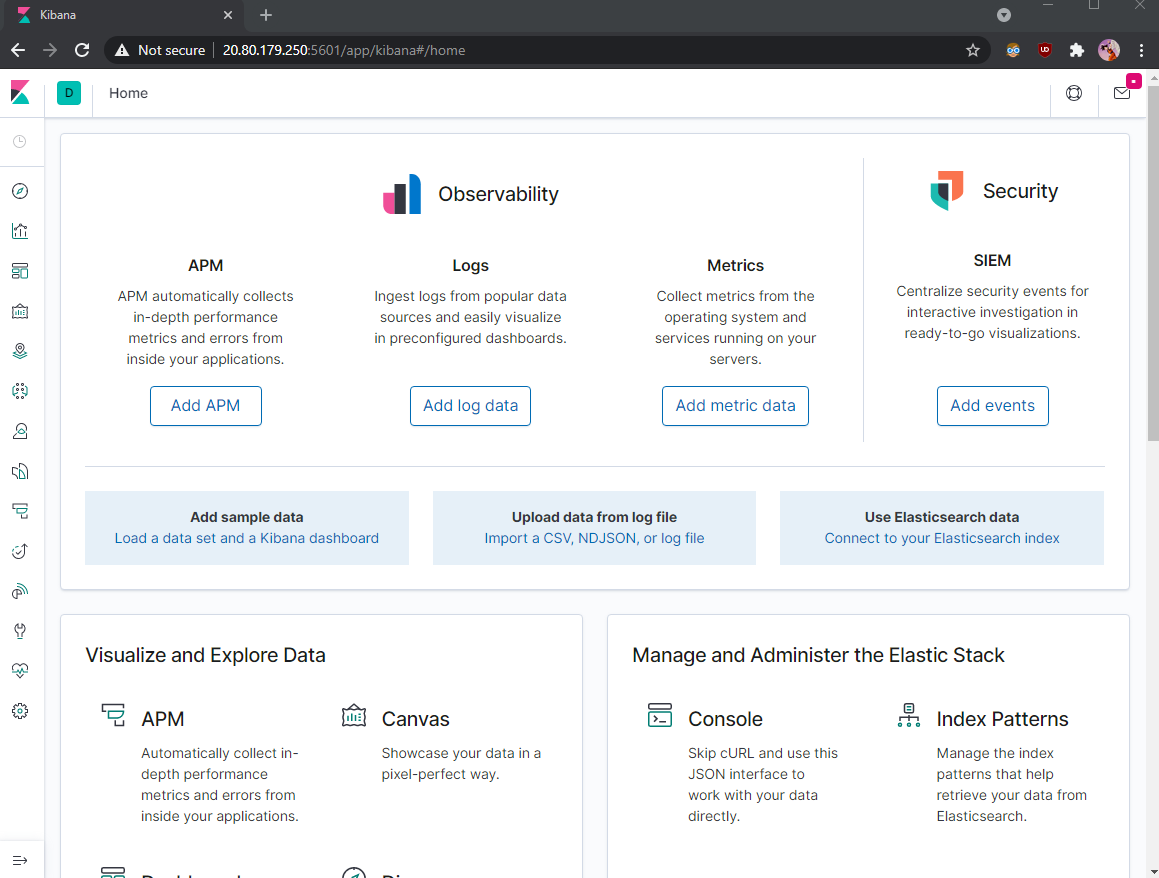 Kibana
Not secure
20.80.179.250:5601/app/kibana#/home
UD
D
Home
Observability
Security
APM
APM automatically collects
in-depth performance
metrics and errors from
inside your applications.
Add APM
Logs
Ingest logs from popular data
sources and easily visualize
in preconfigured dashboards.
Add log data
Metrics
Collect metrics from the
operating system and
services running on your
servers.
Add metric data
SIEM
Centralize security events for
interactive investigation in
ready-to-go visualizations.
Add events
Add sample data
Load a data set and a Kibana dashboard
Upload data from log file
Import a CSV, NDJSON, or log file
Use Elasticsearch data
Connect to your Elasticsearch index
Visualize and Explore Data
APM
Automatically collect in-
depth performance
metrics and errors from
inside your applications.
Canvas
Showcase your data in a
pixel-perfect way.
Manage and Administer the Elastic Stack
Console
Skip cURL and use this
JSON interface to
work with your data
directly.
Index Patterns
Manage the index
patterns that help
retrieve your data from
Elasticsearch.